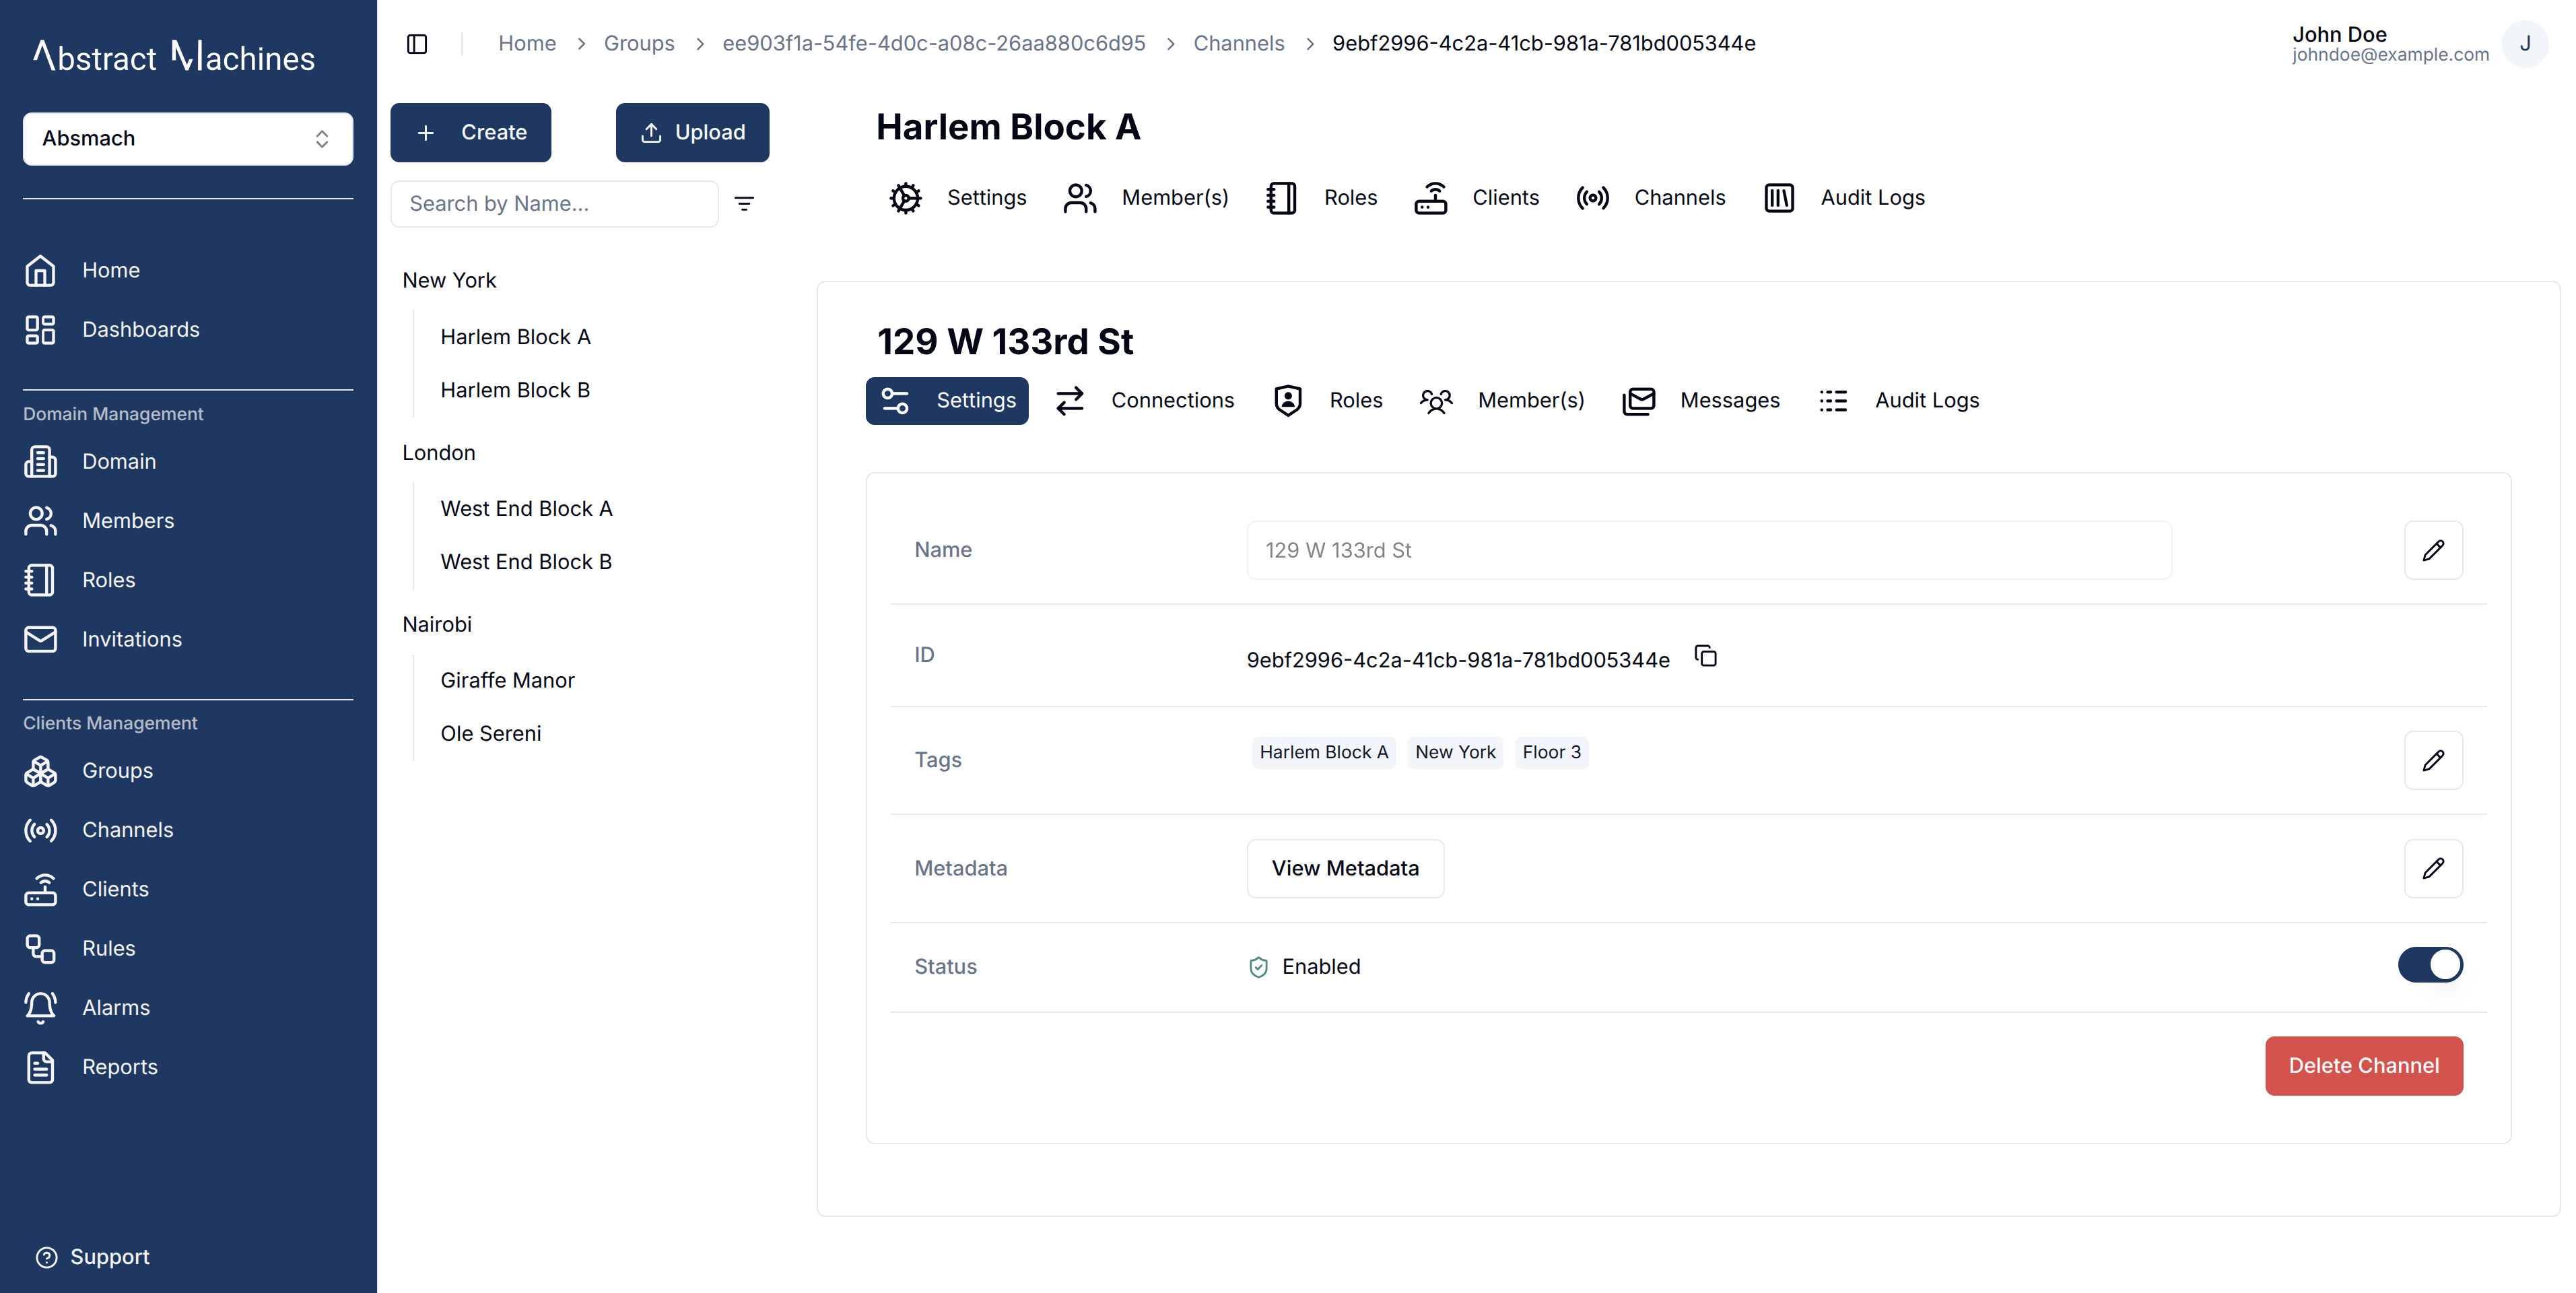 Abstract Machines
Absmach
Home
Dashboards
Domain Management
Domain
Members
Roles
Invitations
Clients Management
Groups
Channels
Clients
Rules
Alarms
Reports
Support
Home > Groups > ee903f1a-54fe-4d0c-a08c-26aa880c6d95 > Channels > 9ebf2996-4c2a-41cb-981a-781bd005344e
John Doe
johndoe@example.com
J
Create
Upload
Search by Name...
New York
Harlem Block A
Harlem Block B
London
West End Block A
West End Block B
Nairobi
Giraffe Manor
Ole Sereni
Harlem Block A
Settings Member(s) Roles Clients Channels Audit Logs
129 W 133rd St
Settings Connections Roles Member(s) Messages Audit Logs
Name 129 W 133rd St
ID 9ebf2996-4c2a-41cb-981a-781bd005344e
Tags Harlem Block A New York Floor 3
Metadata View Metadata
Status Enabled
Delete Channel